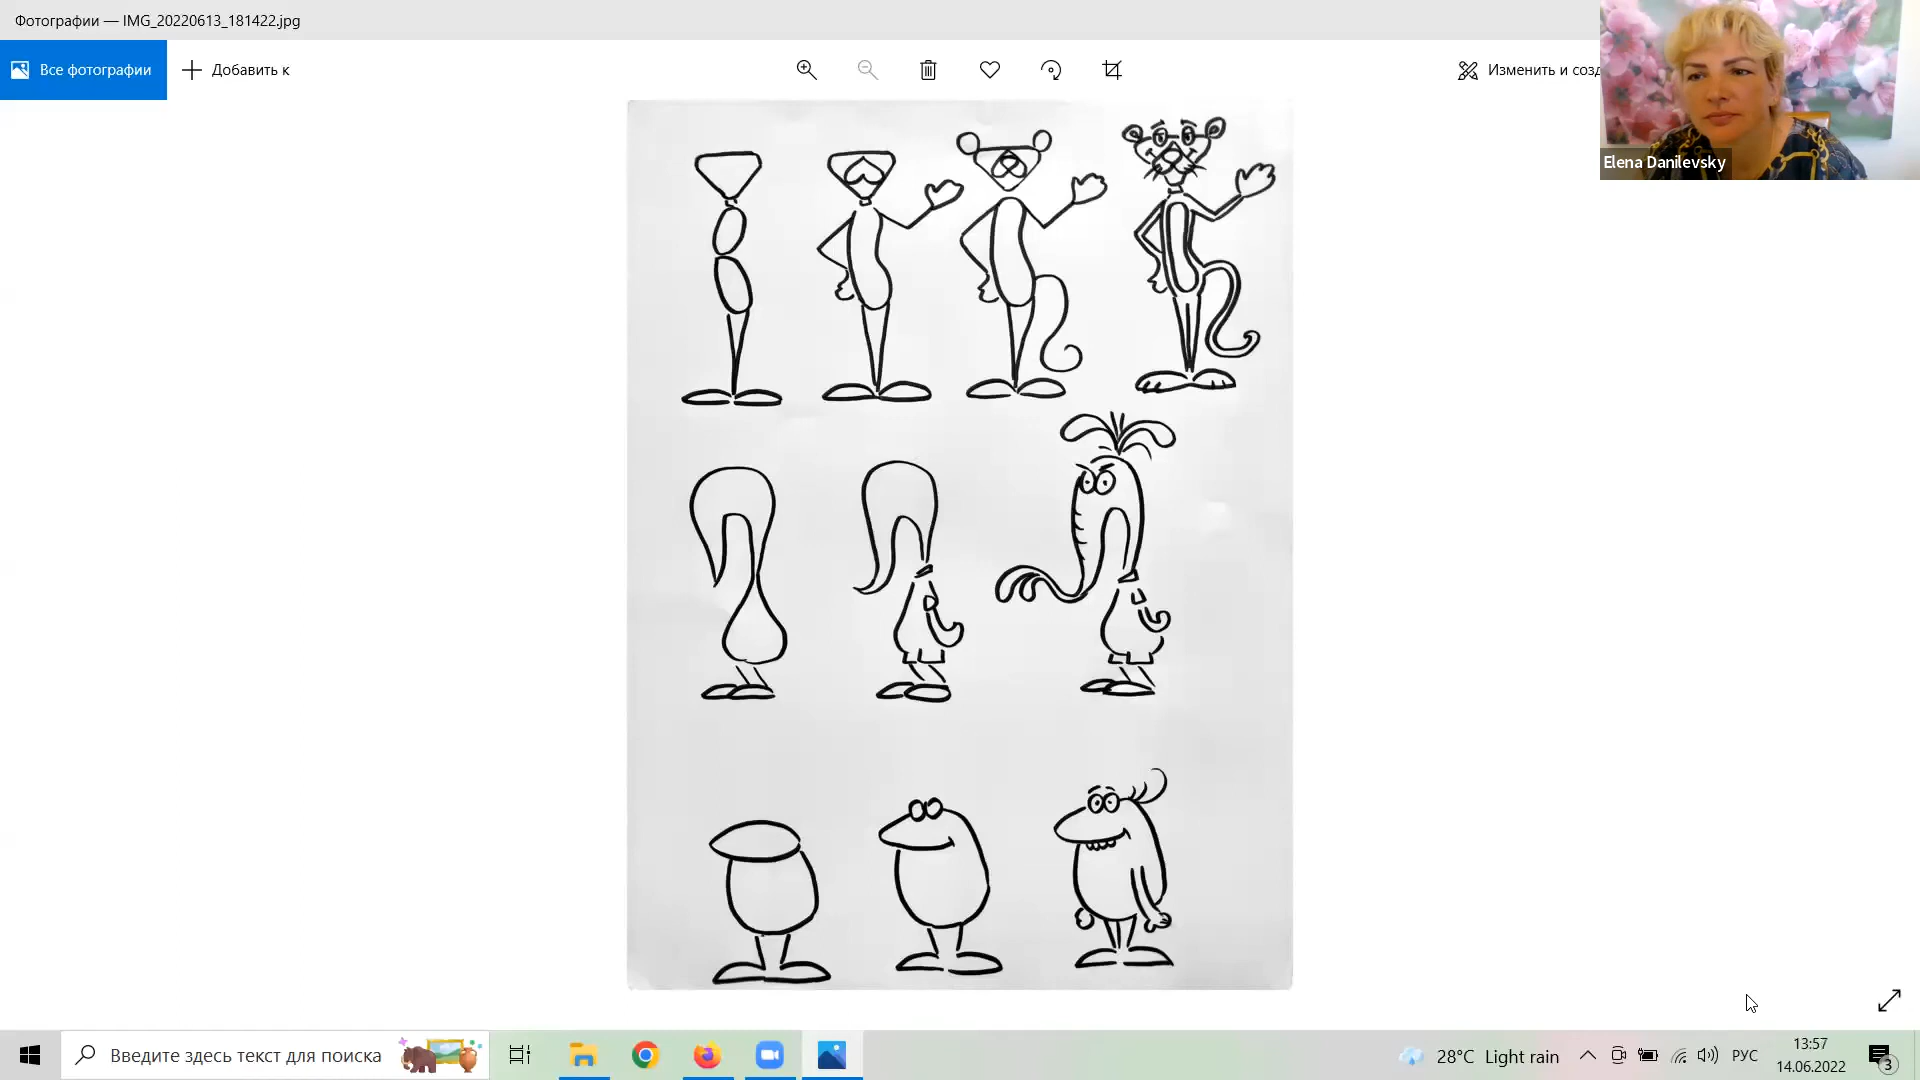 Фотографии — IMG_20220613_181422.jpg
Все фотографии
Добавить к
Изменить и созд
Elena Danilevsky
Введите здесь текст для поиска
28°C Light rain
РУС
13:57
14.06.2022
3